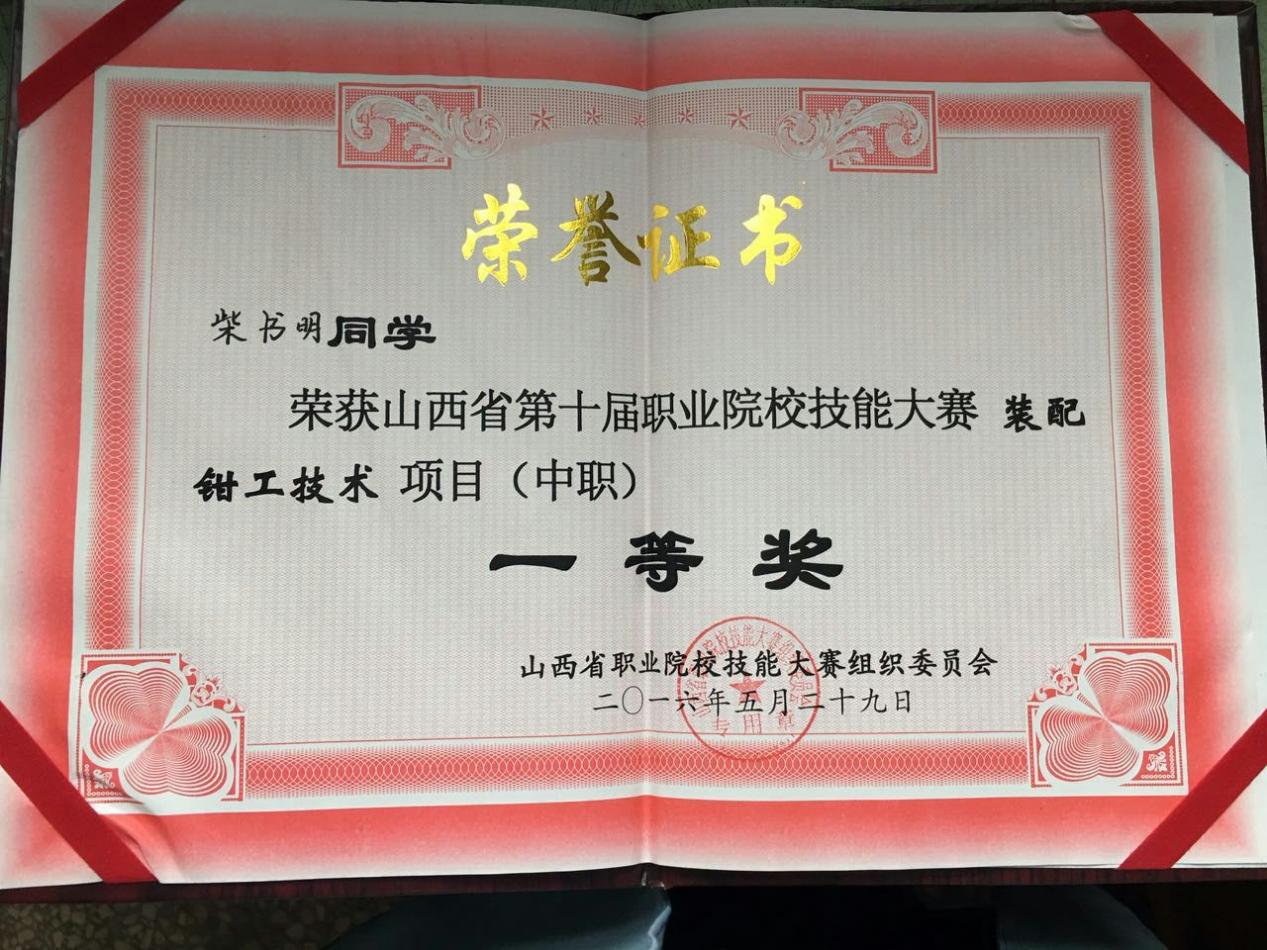 荣誉证书
柴书明同学
荣获山西省第十届职业院校技能大赛 装配
钳工技术 项目（中职）
一等奖
山西省职业院校技能大赛组织委员会
二〇一六年五月二十九日
专用章